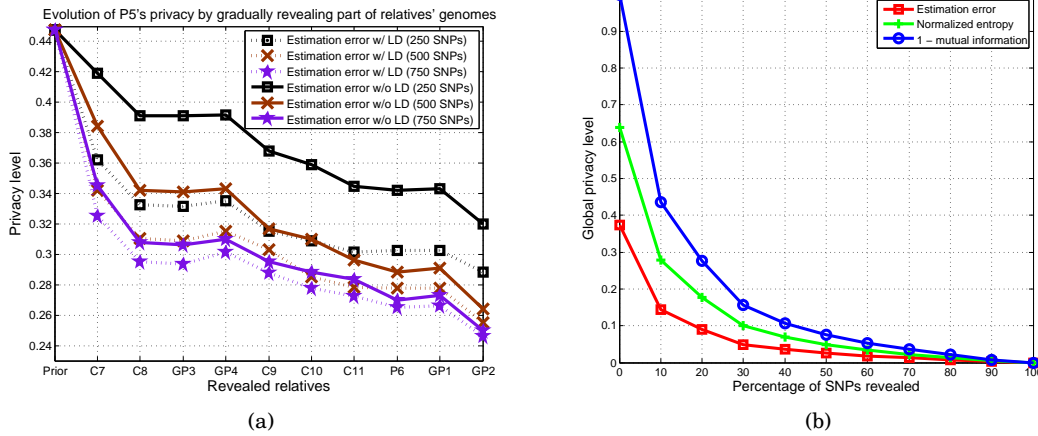 Evolution of P5's privacy by gradually revealing part of relatives' genomes
0.44
0.42
0.4
0.38
0.36
0.34
0.32
0.3
0.28
0.26
0.24
Privacy level
Estimation error w/ LD (250 SNPs)
Estimation error w/ LD (500 SNPs)
Estimation error w/ LD (750 SNPs)
Estimation error w/o LD (250 SNPs)
Estimation error w/o LD (500 SNPs)
Estimation error w/o LD (750 SNPs)
Prior C7 C8 GP3 GP4 C9 C10 C11 P6 GP1 GP2
Revealed relatives
(a)
0.9
0.8
0.7
0.6
0.5
0.4
0.3
0.2
0.1
0
Global privacy level
Estimation error
Normalized entropy
1 − mutual information
0 10 20 30 40 50 60 70 80 90 100
Percentage of SNPs revealed
(b)